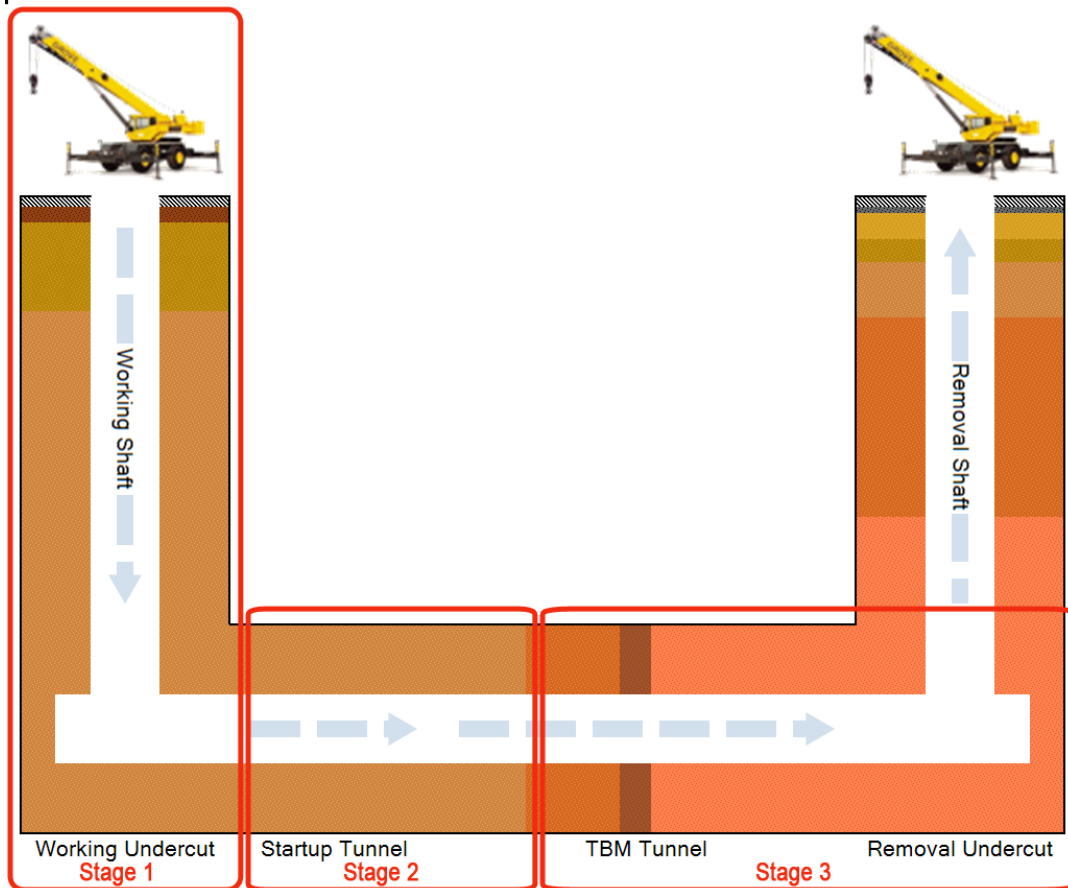 Working Shaft
Removal Shaft
Working Undercut
Startup Tunnel
TBM Tunnel
Removal Undercut
Stage 1
Stage 2
Stage 3